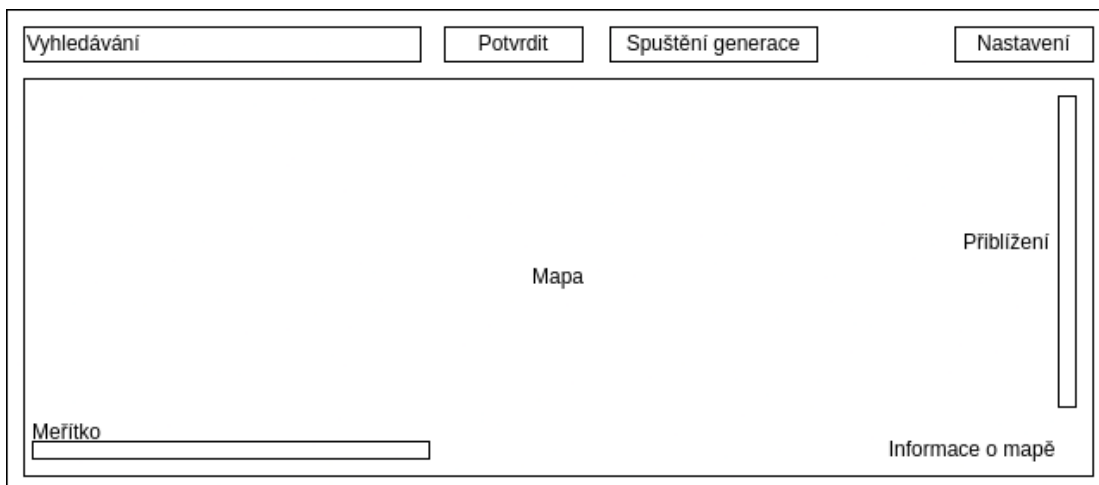 Vyhledávání
Potvrdit
Spuštění generace
Nastavení
Přiblížení
Mapa
Meřítko
Informace o mapě